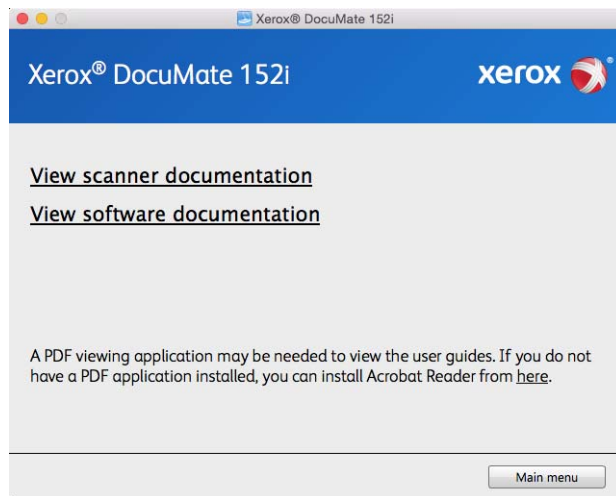 Xerox® DocuMate 152i
Xerox® DocuMate 152i
xerox®
View scanner documentation
View software documentation
A PDF viewing application may be needed to view the user guides. If you do not
have a PDF application installed, you can install Acrobat Reader from here.
Main menu